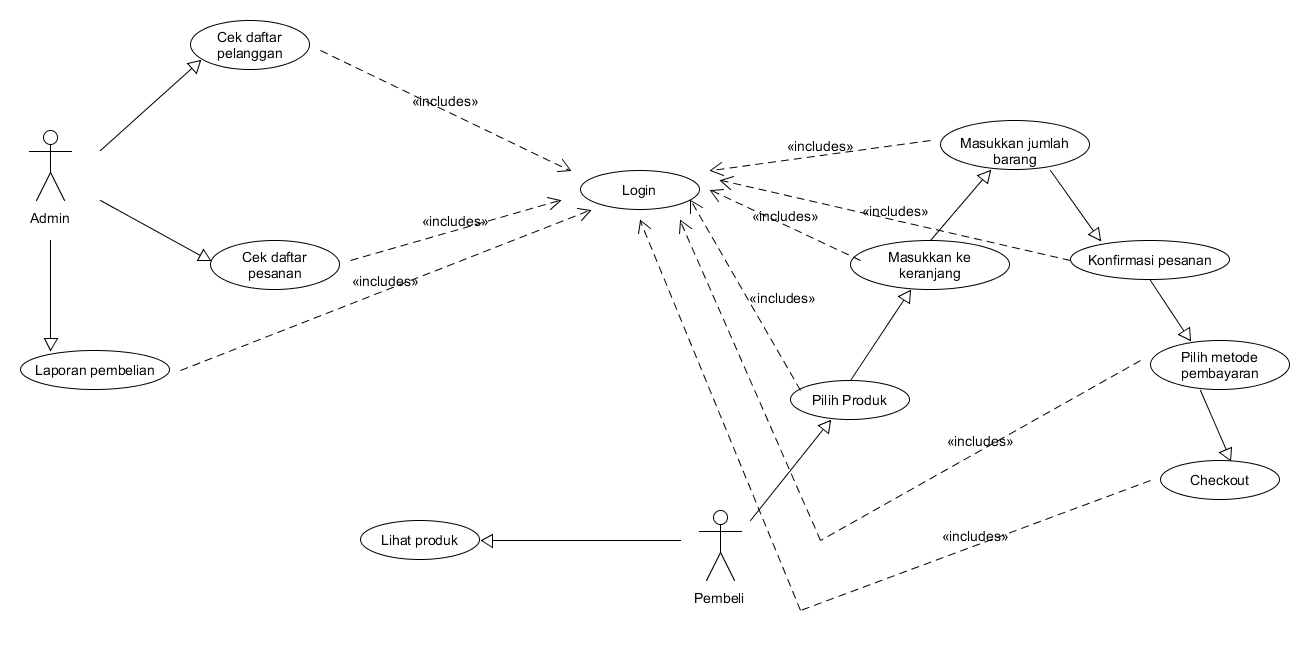 Cek daftar
pelanggan
«includes»
Masukkan jumlah
barang
«includes»
Admin
Login
«includes»
«includes»
«includes»
Cek daftar
pesanan
Masukkan ke
keranjang
Konfirmasi pesanan
«includes»
«includes»
Laporan pembelian
Pilih metode
pembayaran
Pilih Produk
«includes»
Checkout
Lihat produk
«includes»
Pembeli